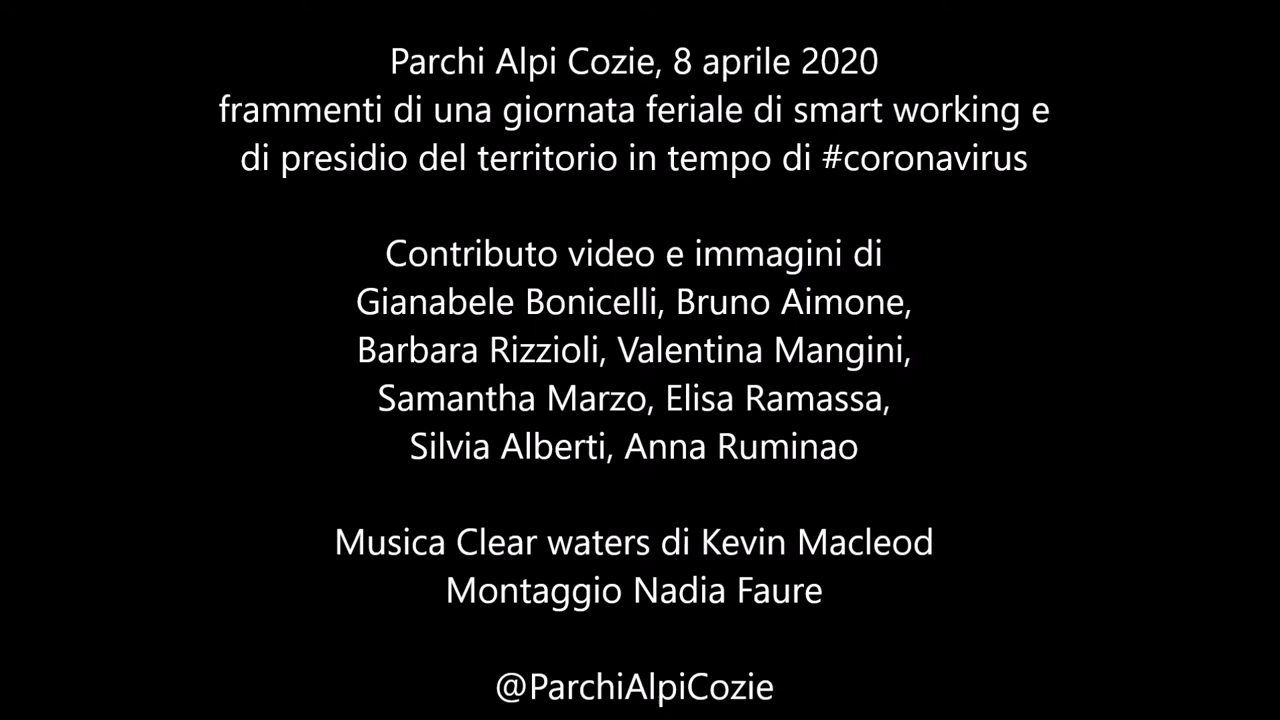 Parchi Alpi Cozie, 8 aprile 2020
frammenti di una giornata feriale di smart working e
di presidio del territorio in tempo di #coronavirus
Contributo video e immagini di
Gianabele Bonicelli, Bruno Aimone,
Barbara Rizzioli, Valentina Mangini,
Samantha Marzo, Elisa Ramassa,
Silvia Alberti, Anna Ruminao
Musica Clear waters di Kevin Macleod
Montaggio Nadia Faure
@ParchiAlpiCozie